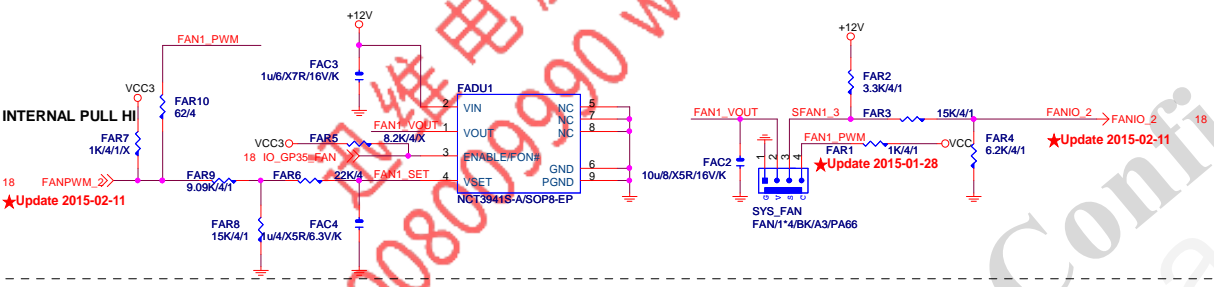 +12V
FAN1_PWM
FAC3
1u/6/X7R/16V/K
VCC3
FAR10
62/4
INTERNAL PULL HI
FAR7
1K/4/1/X
FADU1
2 VIN
1 VOUT
3 ENABLE/FON#
4 VSET
NC 5
NC 7
NC 8
GND 6
PGND 9
NCT3941S-A/SOP8-EP
FAN1_VOUT
VCC3
FAR5
8.2K/4/X
18 IO_GP35_FAN
18 FANPWM_2
★Update 2015-02-11
FAR9
9.09K/4/1
FAR6
22K/4
FAN1_SET
FAR8
15K/4/1
FAC4
1u/4/X5R/6.3V/K
+12V
FAR2
3.3K/4/1
FAN1_VOUT
SFAN1_3
FAR3
15K/4/1
FANIO_2
FANIO_2 18
★Update 2015-02-11
FAN1_PWM
FAR1
1K/4/1
VCC
FAR4
6.2K/4/1
★Update 2015-01-28
FAC2
10u/8/X5R/16V/K
1 2 3 4
G V S C
SYS_FAN
FAN/1*4/BK/A3/PA66
迅维电
0080099990 w
Confi